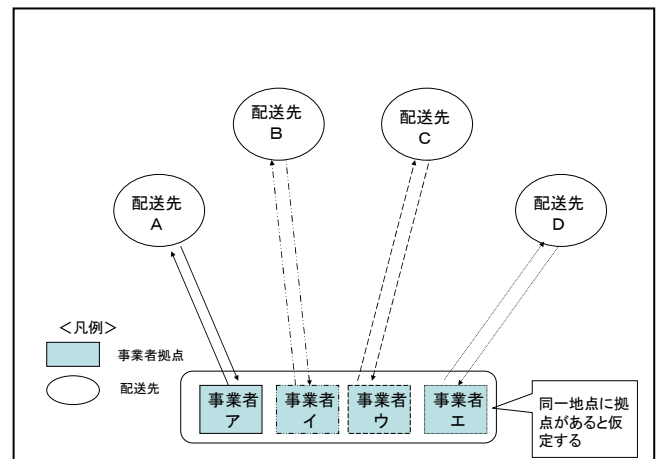 配送先
B
配送先
C
配送先
A
配送先
D
<凡例>
事業者拠点
配送先
事業者
ア
事業者
イ
事業者
ウ
事業者
エ
同一地点に拠
点があると仮
定する